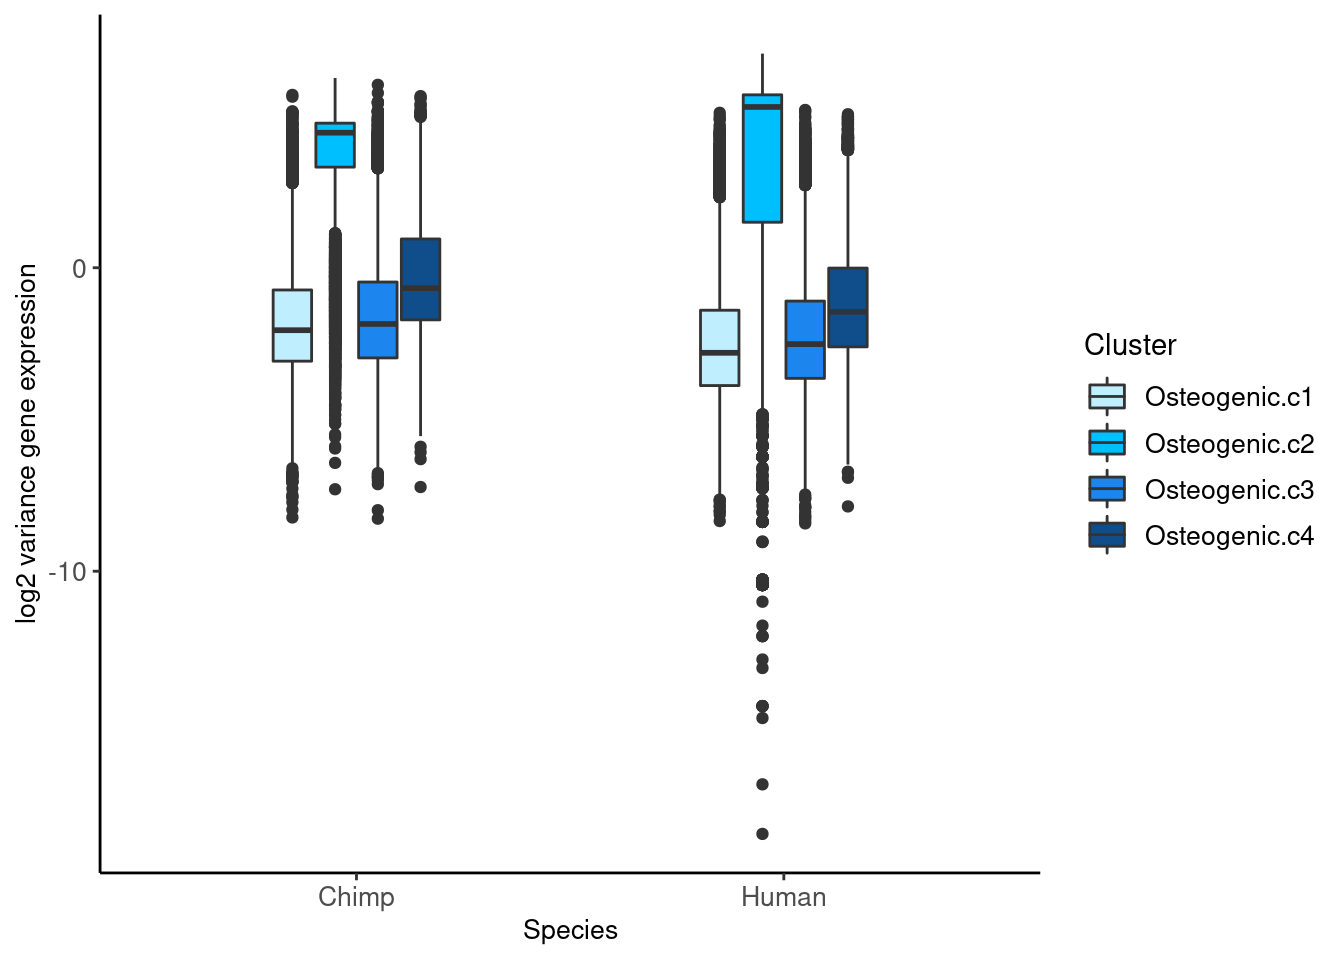 log2 variance gene expression
0
-10
Chimp
Human
Species
Cluster
Osteogenic.c1
Osteogenic.c2
Osteogenic.c3
Osteogenic.c4